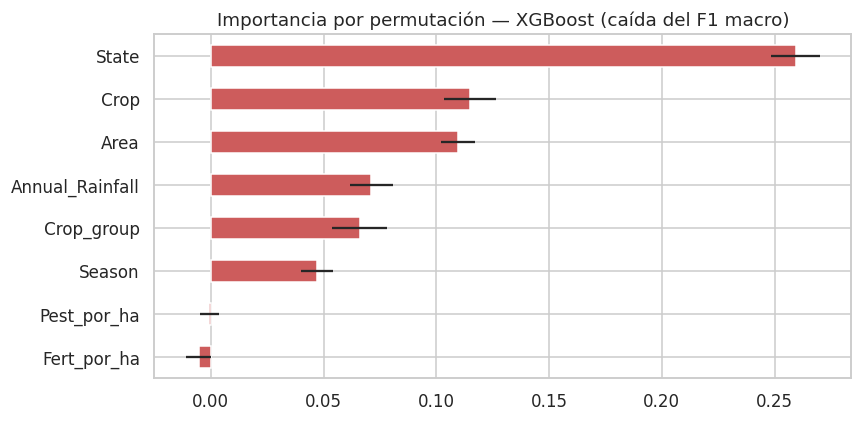 Importancia por permutación — XGBoost (caída del F1 macro)
State
Crop
Area
Annual_Rainfall
Crop_group
Season
Pest_por_ha
Fert_por_ha
0.00 0.05 0.10 0.15 0.20 0.25